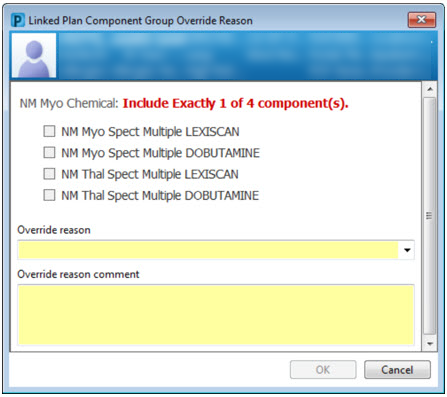 Linked Plan Component Group Override Reason
NM Myo Chemical: Include Exactly 1 of 4 component(s).
NM Myo Spect Multiple LEXISCAN
NM Myo Spect Multiple DOBUTAMINE
NM Thal Spect Multiple LEXISCAN
NM Thal Spect Multiple DOBUTAMINE
Override reason
Override reason comment
OK Cancel